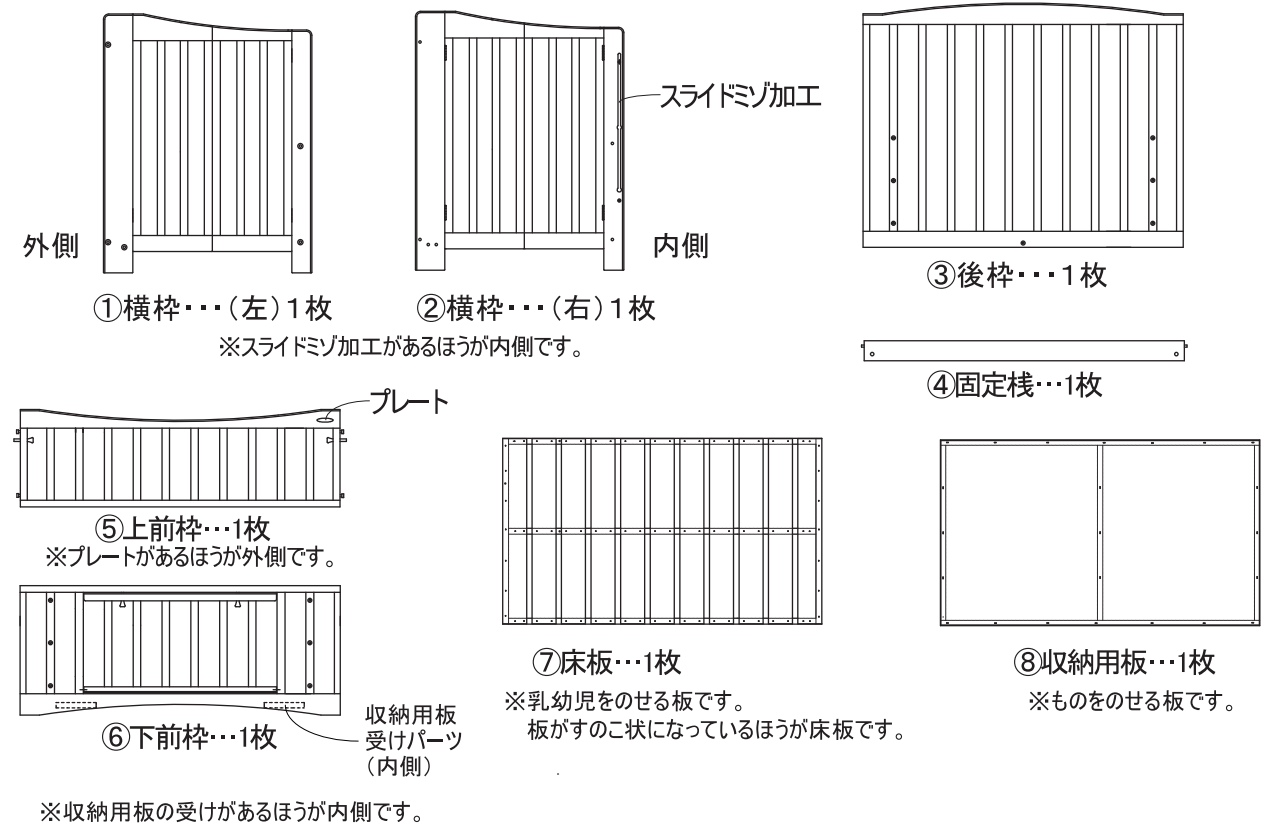 スライドミゾ加工
外側
内側
①横枠･･･（左）１枚
②横枠･･･（右）１枚
③後枠･･･１枚
※スライドミゾ加工があるほうが内側です。
④固定桟･･･1枚
プレート
⑤上前枠･･･1枚
※プレートがあるほうが外側です。
⑥下前枠･･･1枚
収納用板
受けパーツ
（内側）
※収納用板の受けがあるほうが内側です。
⑦床板･･･1枚
※乳幼児をのせる板です。
板がすのこ状になっているほうが床板です。
⑧収納用板･･･1枚
※ものをのせる板です。